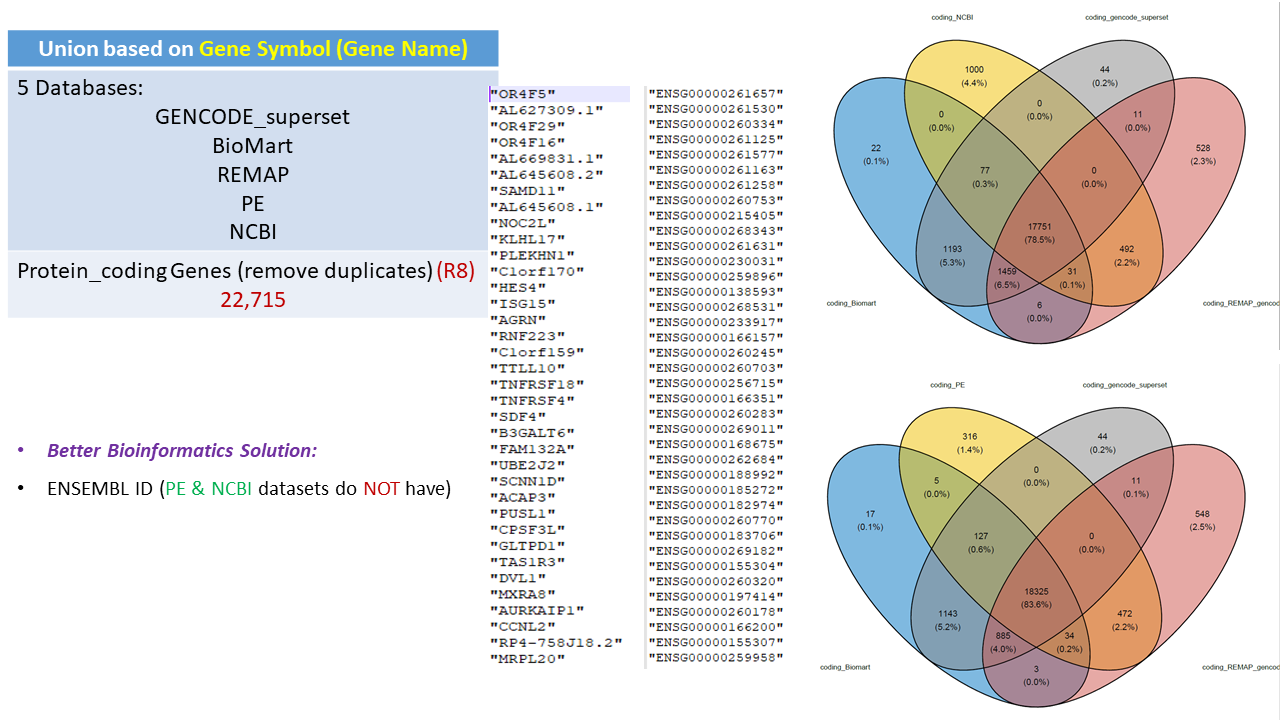 Union based on Gene Symbol (Gene Name)
5 Databases:
GENCODE_superset
BioMart
REMAP
PE
NCBI
Protein_coding Genes (remove duplicates) (R8)
22,715
• Better Bioinformatics Solution:
• ENSEMBL ID (PE & NCBI datasets do NOT have)
"OR4F5"
"AL627309.1"
"OR4F29"
"OR4F16"
"AL669831.1"
"AL645608.2"
"SAMD11"
"AL645608.1"
"NOC2L"
"KLHL17"
"PLEKHN1"
"C1orf170"
"HES4"
"ISG15"
"AGRN"
"RNF223"
"C1orf159"
"TTLL10"
"TNFRSF18"
"TNFRSF4"
"SDF4"
"B3GALT6"
"FAM132A"
"UBE2J2"
"SCNN1D"
"ACAP3"
"PUSL1"
"CPSF3L"
"GLTPD1"
"TAS1R3"
"DVL1"
"MXRA8"
"AURKAIP1"
"CCNL2"
"RP4-758J18.2"
"MRPL20"
"ENSG00000261657"
"ENSG00000261530"
"ENSG00000260334"
"ENSG00000261125"
"ENSG00000261577"
"ENSG00000261163"
"ENSG00000261258"
"ENSG00000260753"
"ENSG00000215405"
"ENSG00000268343"
"ENSG00000261631"
"ENSG00000230031"
"ENSG00000259896"
"ENSG00000138593"
"ENSG00000268531"
"ENSG00000233917"
"ENSG00000166157"
"ENSG00000260245"
"ENSG00000260703"
"ENSG00000256715"
"ENSG00000166351"
"ENSG00000260283"
"ENSG00000269011"
"ENSG00000168675"
"ENSG00000262684"
"ENSG00000188992"
"ENSG00000185272"
"ENSG00000182974"
"ENSG00000260770"
"ENSG00000183706"
"ENSG00000269182"
"ENSG00000155304"
"ENSG00000260320"
"ENSG00000197414"
"ENSG00000260178"
"ENSG00000166200"
"ENSG00000155307"
"ENSG00000259958"
coding_NCBI
coding_gencode_superset
1000
(4.4%)
44
(0.2%)
0
(0.0%)
0
(0.0%)
11
(0.0%)
22
(0.1%)
528
(2.3%)
77
(0.3%)
0
(0.0%)
17751
(78.5%)
1193
(5.3%)
492
(2.2%)
1459
(6.5%)
31
(0.1%)
6
(0.0%)
coding_Biomart
coding_REMAP_gencod
coding_PE
coding_gencode_superset
316
(1.4%)
44
(0.2%)
0
(0.0%)
5
(0.0%)
11
(0.1%)
17
(0.1%)
548
(2.5%)
127
(0.6%)
0
(0.0%)
18325
(83.6%)
1143
(5.2%)
472
(2.2%)
885
(4.0%)
34
(0.2%)
3
(0.0%)
coding_Biomart
coding_REMAP_gencod